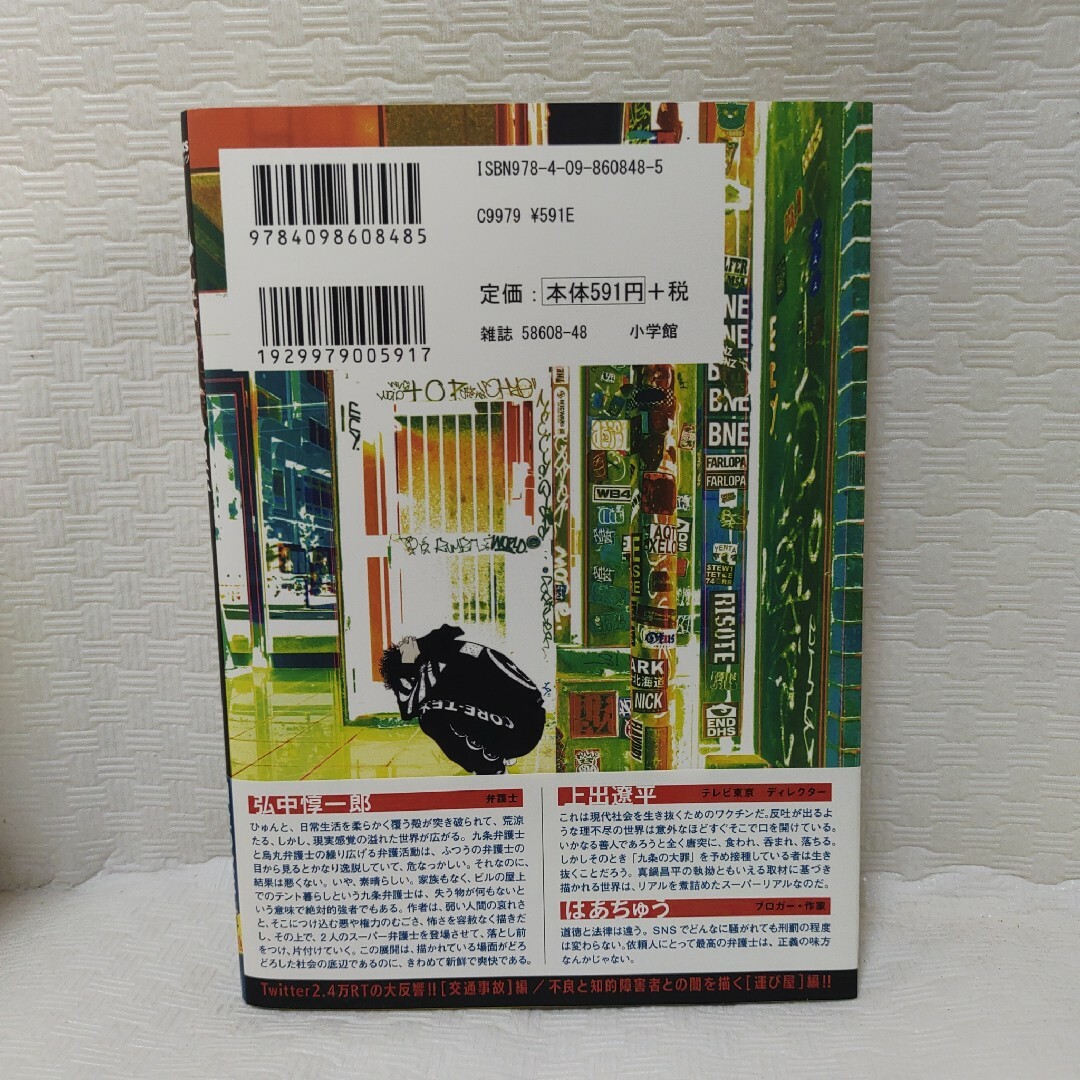 ISBN978-4-09-860848-5
9784098608485
C9979 ¥591E
定価：本体591円+税
1929979005917
雑誌 58608-48 小学館
WILD
WORLD
BNE
BNE
BNE
BNE
FARLOPA
FARLOPA
WB4
AQT
XELO
YENTA
RISUTE
ARK
北海道
NICK
END
DHS
CORE-TEX
弘中惇一郎 弁護士
ひゅんと、日常生活を柔らかく覆う殻が突き破られて、荒涼
たる、しかし、現実感覚の溢れた世界が広がる。九条弁護士
と烏丸弁護士の繰り広げる弁護活動は、ふつうの弁護士の
目から見るとかなり逸脱していて、危なっかしい。それなのに、
結果は悪くない。いや、素晴らしい。家族もなく、ビルの屋上
でのテント暮らしという九条弁護士は、失う物が何もないと
いう意味で絶対的強者でもある。作者は、弱い人間の哀れさ
と、そこにつけ込む悪や権力のむごさ、怖さを容赦なく描きだ
し、その上で、2人のスーパー弁護士を登場させて、落とし前
をつけ、片付けていく。この展開は、描かれている場面がどろ
どろした社会の底辺であるのに、きわめて新鮮で爽快である。
上出遼平 テレビ東京 ディレクター
これは現代社会を生き抜くためのワクチンだ。反吐が出るよう
な理不尽の世界は意外なほどすぐそこで口を開けている。
いかなる善人であろうと全く唐突に、食われ、呑まれ、落ちる。
しかしそのとき「九条の大罪」を予め接種している者は生き
抜くことだろう。真鍋昌平の執拗ともいえる取材に基づき
描かれる世界は、リアルを煮詰めたスーパーリアルなのだ。
はあちゅう ブロガー・作家
道徳と法律は違う。SNSでどんなに騒がれても刑罰の程度
は変わらない。依頼人にとって最高の弁護士は、正義の味方
なんかじゃない。
Twitter2.4万RTの大反響!!［交通事故］編／不良と知的障害者との闇を描く［運び屋］編!!